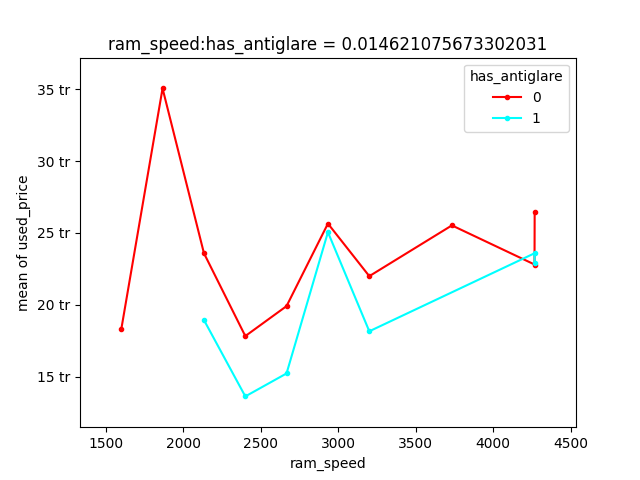 ram_speed:has_antiglare = 0.014621075673302031
has_antiglare
0
1
35 tr
30 tr
25 tr
20 tr
15 tr
mean of used_price
1500 2000 2500 3000 3500 4000 4500
ram_speed